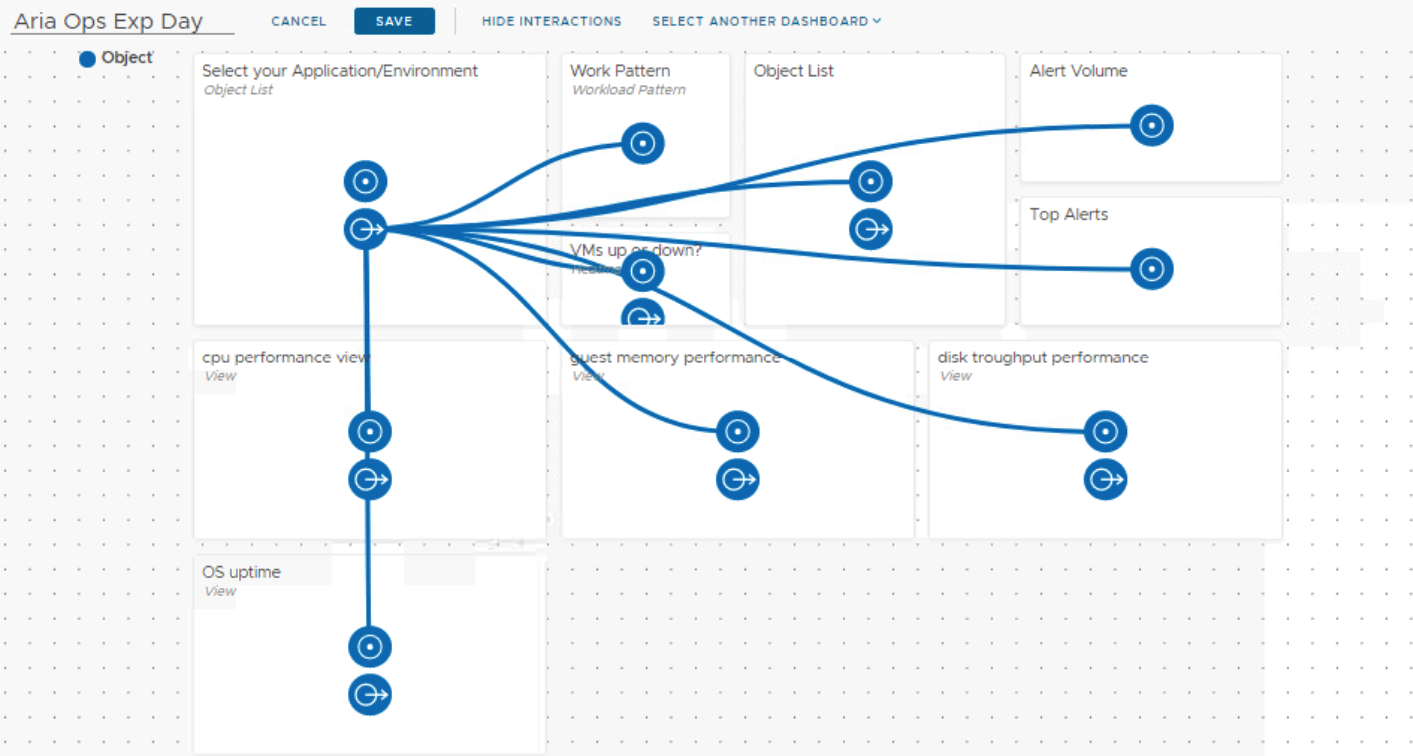 Aria Ops Exp Day
CANCEL
SAVE
HIDE INTERACTIONS
SELECT ANOTHER DASHBOARD
Object
Select your Application/Environment
Object List
Work Pattern
Workload Pattern
Object List
Alert Volume
Top Alerts
VMs up or down?
cpu performance view
View
guest memory performance
View
disk troughput performance
View
OS uptime
View